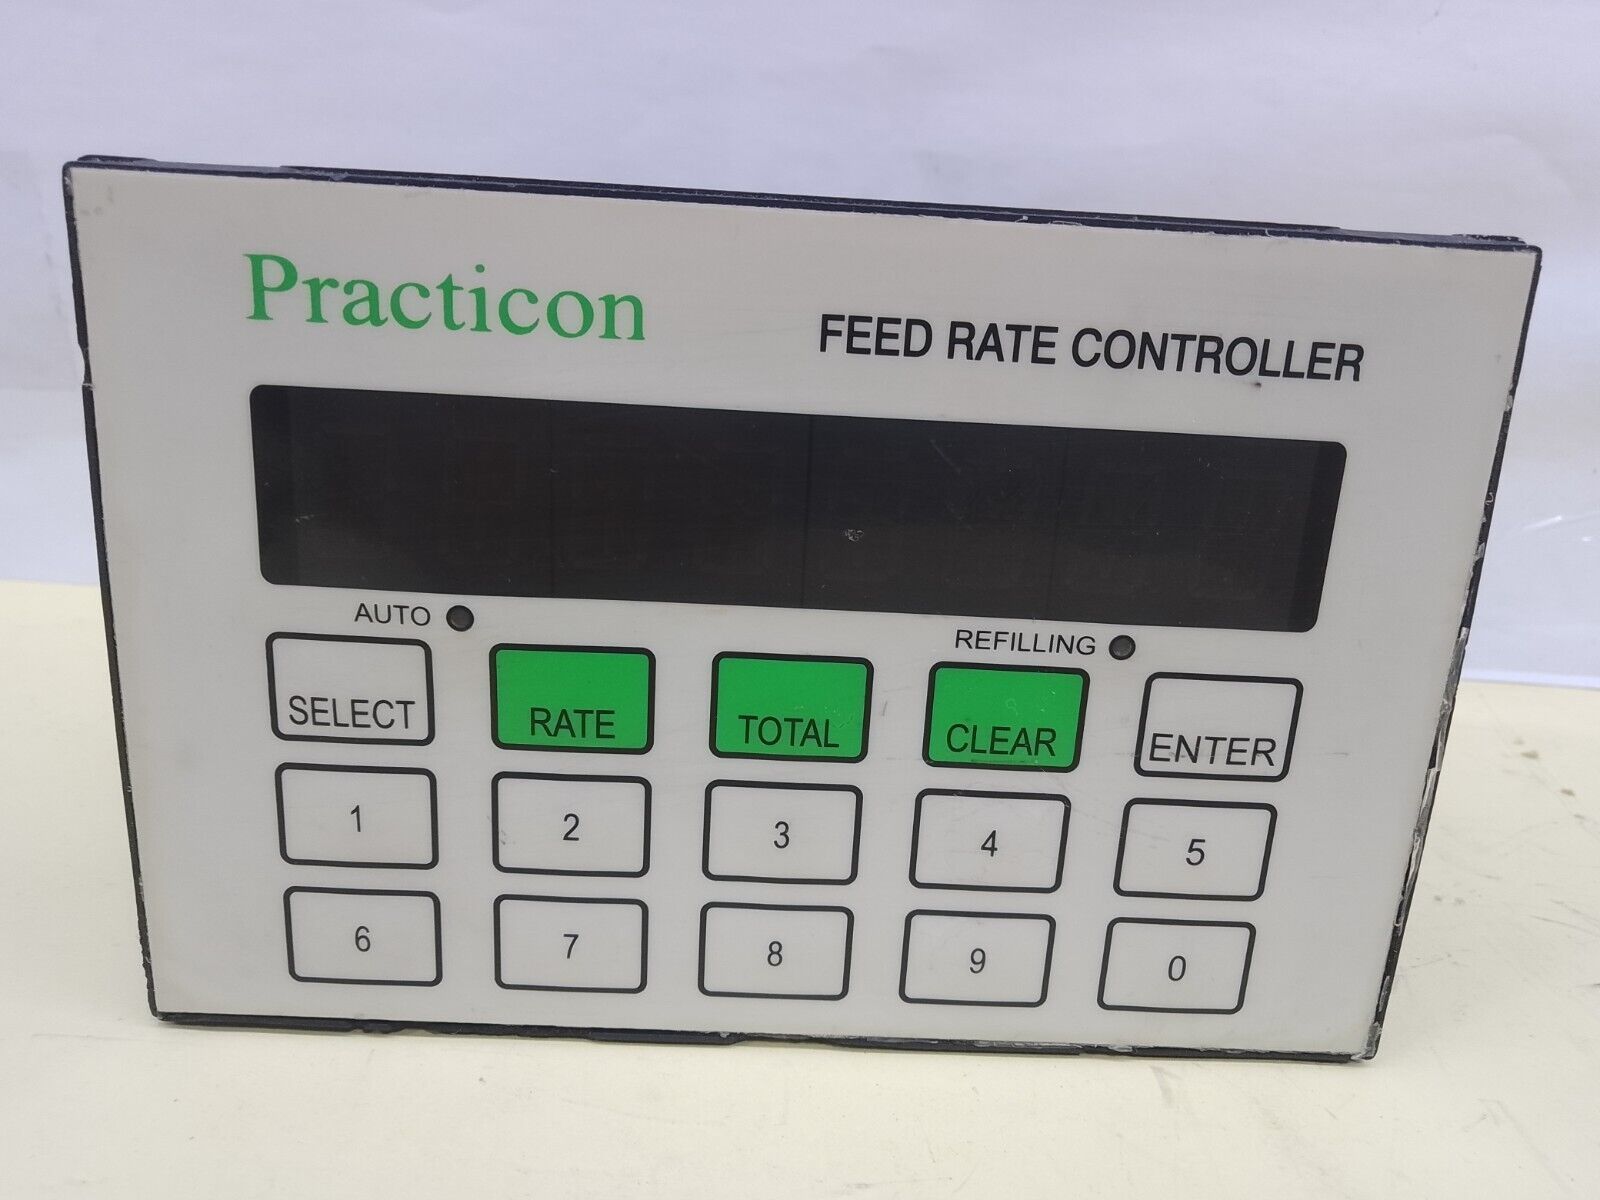 Practicon
FEED RATE CONTROLLER
AUTO
REFILLING
SELECT RATE TOTAL CLEAR ENTER
1 2 3 4 5
6 7 8 9 0